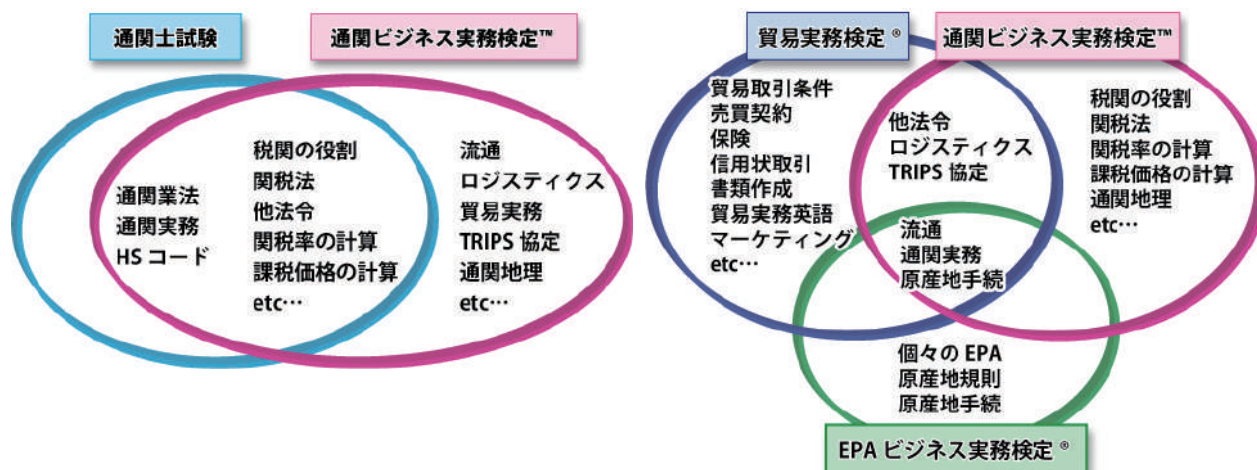 通関士試験
通関ビジネス実務検定™
通関業法
通関実務
HS コード
税関の役割
関税法
他法令
関税率の計算
課税価格の計算
etc…
流通
ロジスティクス
貿易実務
TRIPS 協定
通関地理
etc…
貿易実務検定®
通関ビジネス実務検定™
貿易取引条件
売買契約
保険
信用状取引
書類作成
貿易実務英語
マーケティング
etc…
他法令
ロジスティクス
TRIPS 協定
税関の役割
関税法
関税率の計算
課税価格の計算
通関地理
etc…
流通
通関実務
原産地手続
個々の EPA
原産地規則
原産地手続
EPA ビジネス実務検定®